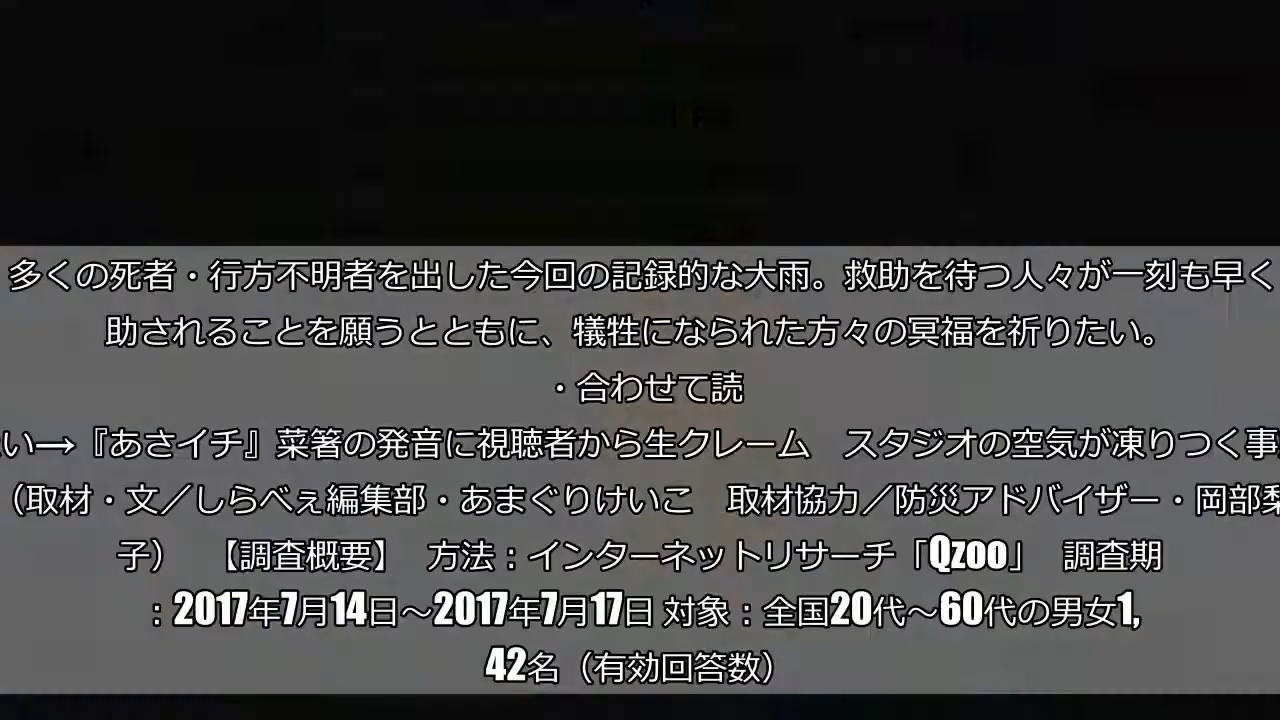 多くの死者・行方不明者を出した今回の記録的な大雨。救助を待つ人々が一刻も早く
助されることを願うとともに、犠牲になられた方々の冥福を祈りたい。
・合わせて読
い→『あさイチ』菜箸の発音に視聴者から生クレーム　スタジオの空気が凍りつく事
（取材・文／しらべぇ編集部・あまぐりけいこ　取材協力／防災アドバイザー・岡部梨
子）　【調査概要】　方法：インターネットリサーチ「Qzoo」　調査期
：2017年7月14日～2017年7月17日 対象：全国20代～60代の男女1,
42名（有効回答数）